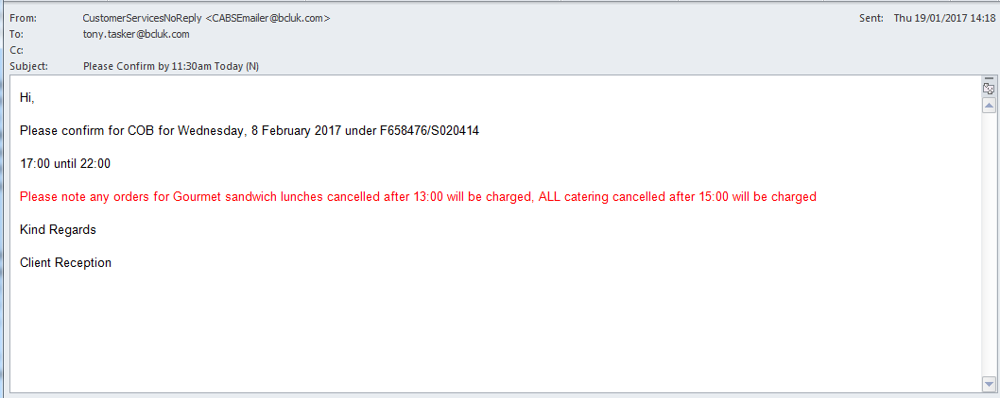 From: CustomerServicesNoReply <CABSEmailer@bcluk.com> Sent: Thu 19/01/2017 14:18
To: tony.tasker@bcluk.com
Cc:
Subject: Please Confirm by 11:30am Today (N)
Hi,
Please confirm for COB for Wednesday, 8 February 2017 under F658476/S020414
17:00 until 22:00
Please note any orders for Gourmet sandwich lunches cancelled after 13:00 will be charged, ALL catering cancelled after 15:00 will be charged
Kind Regards
Client Reception